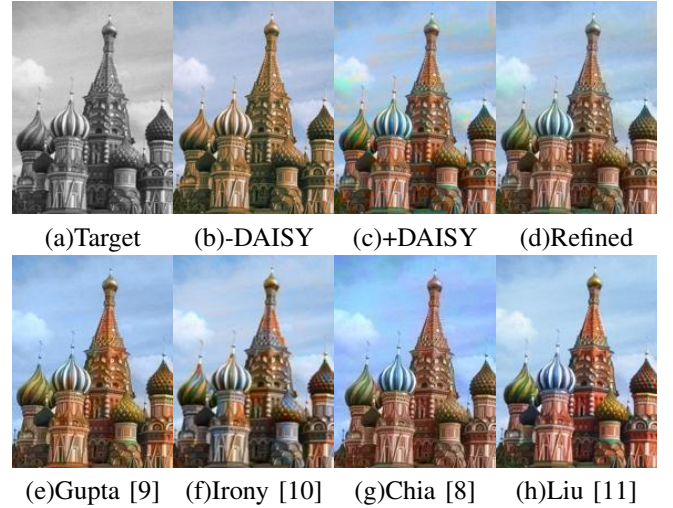 (a)Target (b)-DAISY (c)+DAISY (d)Refined
(e)Gupta [9] (f)Irony [10] (g)Chia [8] (h)Liu [11]